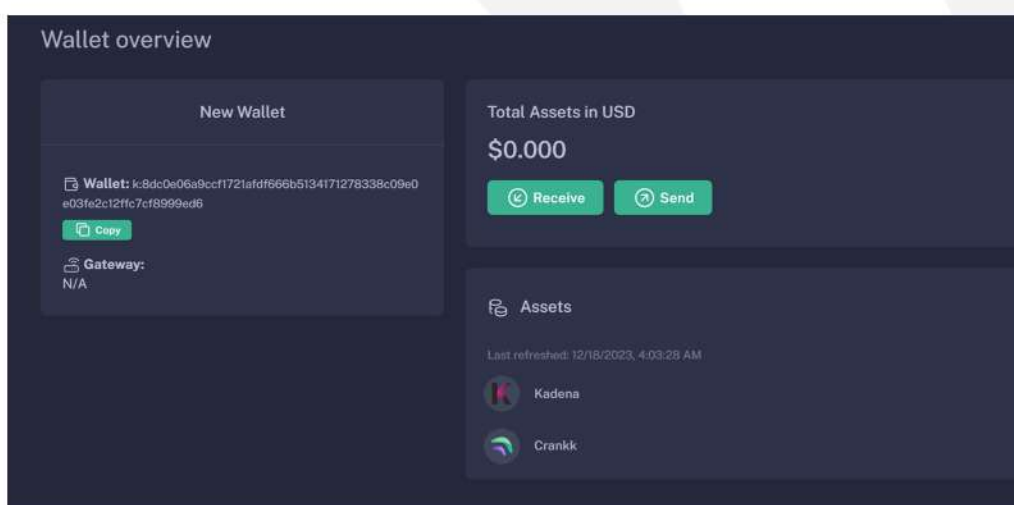 Wallet overview
New Wallet
Wallet: k:8dc0e06a9ccf1721afdf666b5134171278338c09e0
e03fe2c12ffc7cf8999ed6
Copy
Gateway:
N/A
Total Assets in USD
$0.000
Receive
Send
Assets
Last refreshed: 12/18/2023, 4:03:28 AM
Kadena
Crankk